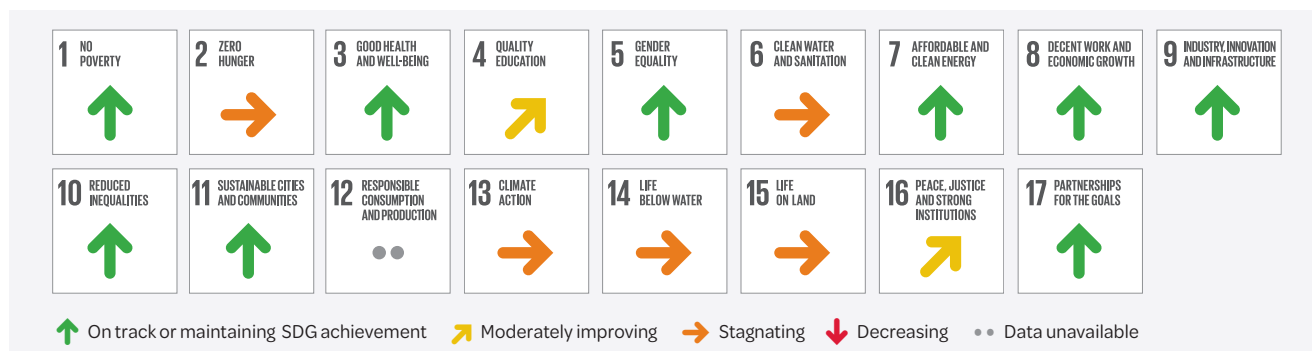 1 NO
POVERTY
2 ZERO
HUNGER
3 GOOD HEALTH
AND WELL-BEING
4 QUALITY
EDUCATION
5 GENDER
EQUALITY
6 CLEAN WATER
AND SANITATION
7 AFFORDABLE AND
CLEAN ENERGY
8 DECENT WORK AND
ECONOMIC GROWTH
9 INDUSTRY, INNOVATION
AND INFRASTRUCTURE
10 REDUCED
INEQUALITIES
11 SUSTAINABLE CITIES
AND COMMUNITIES
12 RESPONSIBLE
CONSUMPTION
AND PRODUCTION
13 CLIMATE
ACTION
14 LIFE
BELOW WATER
15 LIFE
ON LAND
16 PEACE, JUSTICE
AND STRONG
INSTITUTIONS
17 PARTNERSHIPS
FOR THE GOALS
On track or maintaining SDG achievement Moderately improving Stagnating Decreasing Data unavailable